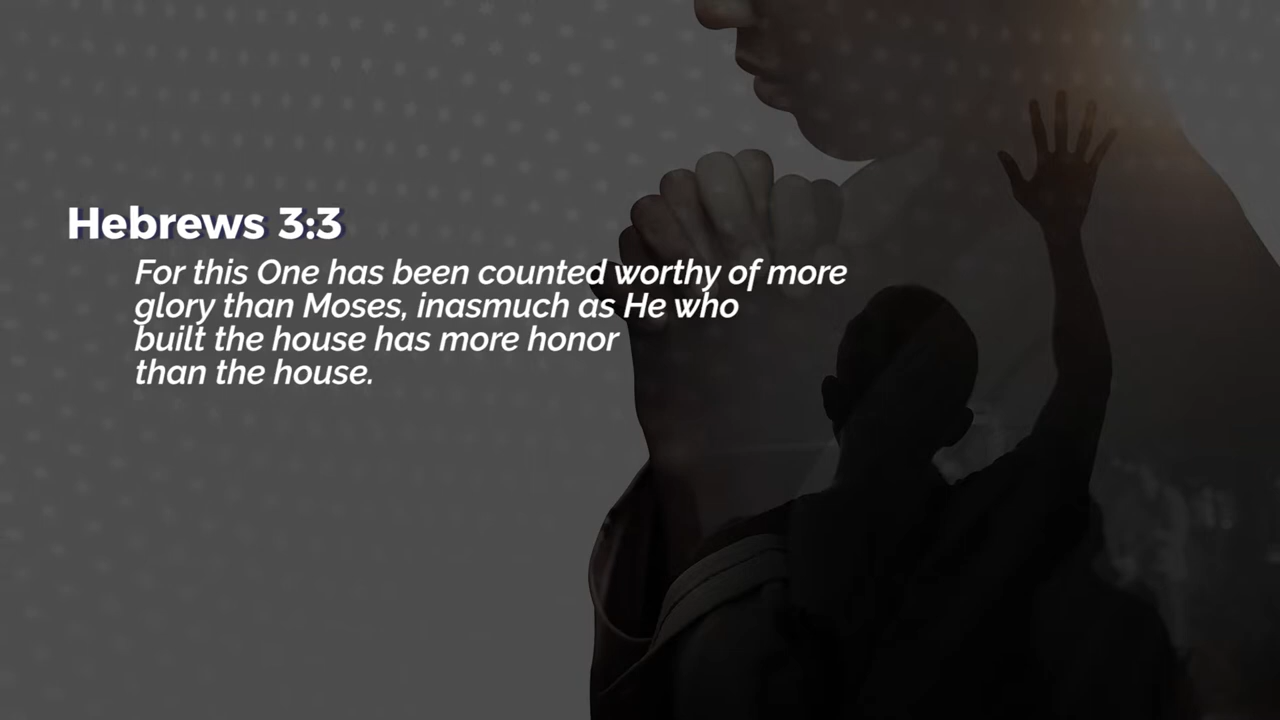 Hebrews 3:3
For this One has been counted worthy of more
glory than Moses, inasmuch as He who
built the house has more honor
than the house.